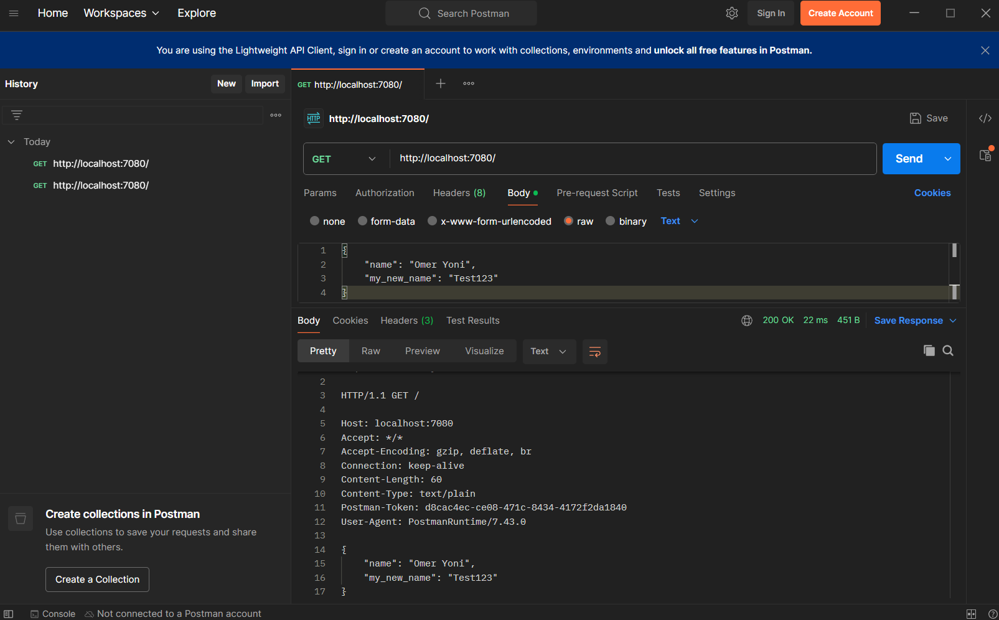 Home Workspaces Explore Search Postman Sign In Create Account
You are using the Lightweight API Client, sign in or create an account to work with collections, environments and unlock all free features in Postman.
History New Import
Today
GET http://localhost:7080/
GET http://localhost:7080/
Create collections in Postman
Use collections to save your requests and share
them with others.
Create a Collection
GET http://localhost:7080/
HTTP http://localhost:7080/ Save
GET http://localhost:7080/ Send
Params Authorization Headers (8) Body Pre-request Script Tests Settings Cookies
none form-data x-www-form-urlencoded raw binary Text
1 {
2 "name": "Omer Yoni",
3 "my_new_name": "Test123"
4 }
Body Cookies Headers (3) Test Results 200 OK 22 ms 451 B Save Response
Pretty Raw Preview Visualize Text
2
3 HTTP/1.1 GET /
4
5 Host: localhost:7080
6 Accept: */*
7 Accept-Encoding: gzip, deflate, br
8 Connection: keep-alive
9 Content-Length: 60
10 Content-Type: text/plain
11 Postman-Token: d8cac4ec-ce08-471c-8434-4172f2da1840
12 User-Agent: PostmanRuntime/7.43.0
13
14 {
15 "name": "Omer Yoni",
16 "my_new_name": "Test123"
17 }
Console Not connected to a Postman account